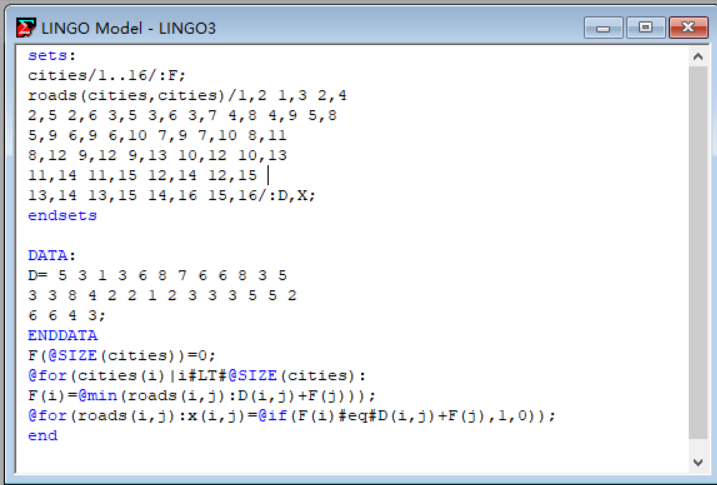 LINGO Model - LINGO3
sets:
cities/1..16/:F;
roads(cities,cities)/1,2 1,3 2,4
2,5 2,6 3,5 3,6 3,7 4,8 4,9 5,8
5,9 6,9 6,10 7,9 7,10 8,11
8,12 9,12 9,13 10,12 10,13
11,14 11,15 12,14 12,15
13,14 13,15 14,16 15,16/:D,X;
endsets

DATA:
D= 5 3 1 3 6 8 7 6 6 8 3 5
3 3 8 4 2 2 1 2 3 3 3 5 5 2
6 6 4 3;
ENDDATA
F(@SIZE(cities))=0;
@for(cities(i)|i#LT#@SIZE(cities):
F(i)=@min(roads(i,j):D(i,j)+F(j)));
@for(roads(i,j):x(i,j)=@if(F(i)#eq#D(i,j)+F(j),1,0));
end